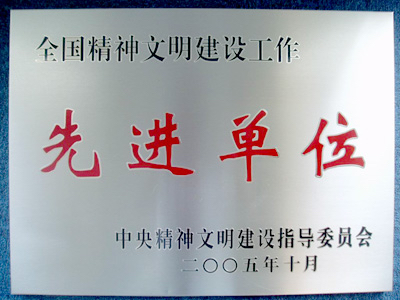 全国精神文明建设工作
先进单位
中央精神文明建设指导委员会
二〇〇五年十月